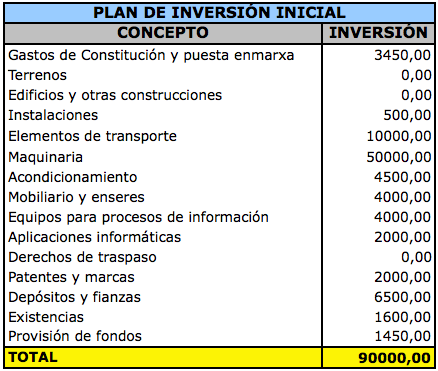 PLAN DE INVERSIÓN INICIAL
CONCEPTO INVERSIÓN
Gastos de Constitución y puesta enmarxa 3450,00
Terrenos 0,00
Edificios y otras construcciones 0,00
Instalaciones 500,00
Elementos de transporte 10000,00
Maquinaria 50000,00
Acondicionamiento 4500,00
Mobiliario y enseres 4000,00
Equipos para procesos de información 4000,00
Aplicaciones informáticas 2000,00
Derechos de traspaso 0,00
Patentes y marcas 2000,00
Depósitos y fianzas 6500,00
Existencias 1600,00
Provisión de fondos 1450,00
TOTAL 90000,00